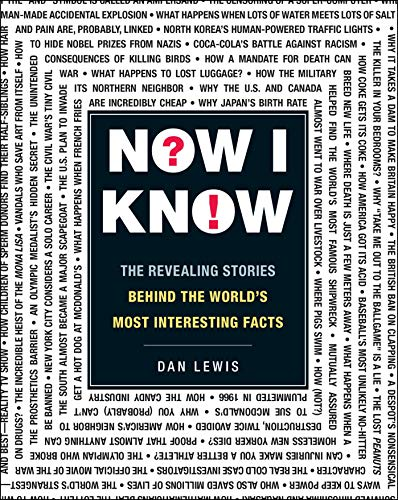 MAN-MADE ACCIDENTAL EXPLOSION • WHAT HAPPENS WHEN LOTS OF WATER MEETS LOTS OF SALT
AND PAIN ARE, PROBABLY, LINKED • NORTH KOREA'S HUMAN-POWERED TRAFFIC LIGHTS •
TO HIDE NOBEL PRIZES FROM NAZIS • COCA-COLA'S BATTLE AGAINST RACISM
CONSEQUENCES OF KILLING BIRDS • HOW A MANDATE FOR DEATH CAN
WAR • WHAT HAPPENS TO LOST LUGGAGE? • HOW THE MILITARY
ITS NORTHERN NEIGHBOR • WHY THE U.S. AND CANADA
ARE INCREDIBLY CHEAP • WHY JAPAN'S BIRTH RATE
NOW I
KNOW
THE REVEALING STORIES
BEHIND THE WORLD'S
MOST INTERESTING FACTS
DAN LEWIS
• WHY IT TAKES A DAM TO MAKE BRITAIN HAPPY • THE BRITISH BAN ON CLAPPING • A DESPOT'S NONSENSICAL
THE KILLER IN YOUR BEDROOMS? • WHY "TAKE ME OUT TO THE BALLGAME" IS A LIE • THE LOST PEANUTS
• HOW COKE GETS ITS COKE • HOW AMERICA GOT ITS ACID • BASEBALL'S MOST UNLIKELY NO-HITTER
BREED NEW LIFE • WHERE DEATH IS JUST A FEW METERS AWAY • WHAT HAPPENS WHEN A
HELPED FIND THE WORLD'S MOST FAMOUS SHIPWRECK • MUTUALLY ASSURED
ALMOST WENT TO WAR OVER LIVESTOCK • WHERE PIGS SWIM • HOW (NOT?)
PLUMMETED IN 1966 • HOW THE CANDY INDUSTRY
TO SUE MCDONALD'S • WHY YOU (PROBABLY) CAN'T
DESTRUCTION, TWICE AVOIDED • HOW AMERICA'S NEIGHBOR TO
HOMELESS NEW YORKER DIES? • PROOF THAT ALMOST ANYTHING CAN
CAN INJURIES MAKE YOU A BETTER ATHLETE? • THE OLYMPIAN WHO BROKE
CHARACTER • THE REAL COLD CASE INVESTIGATORS • THE OFFICIAL MOVIE OF THE WAR
WAYS TO KEEP POWER • WHO ALSO SAVED MILLIONS OF LIVES • THE WORLD'S STRANGEST
AND BEST—REALITY TV SHOW • HOW CHILDREN OF SPERM DONORS FIND THEIR HALF-SIBLINGS • HOW HAIR
ON DRUGS? • THE INCREDIBLE HEIST OF THE MONA LISA • VANDALS WHO SAVE ART FROM ITSELF • HOW
THE PROSTHETICS BARRIER • AN OLYMPIC MEDALIST'S HIDDEN SECRET • THE UNINTENDED
BE BANNED • NEW YORK CITY CONSIDERS A SOLO CAREER • THE CIVIL WAR'S TINY CIVIL
THE SOUTH ALMOST BECAME A MAJOR SCAPEGOAT • THE U.S. PLAN TO INVADE
GET A HOT DOG AT MCDONALD'S • WHAT HAPPENS WHEN FRENCH FRIES